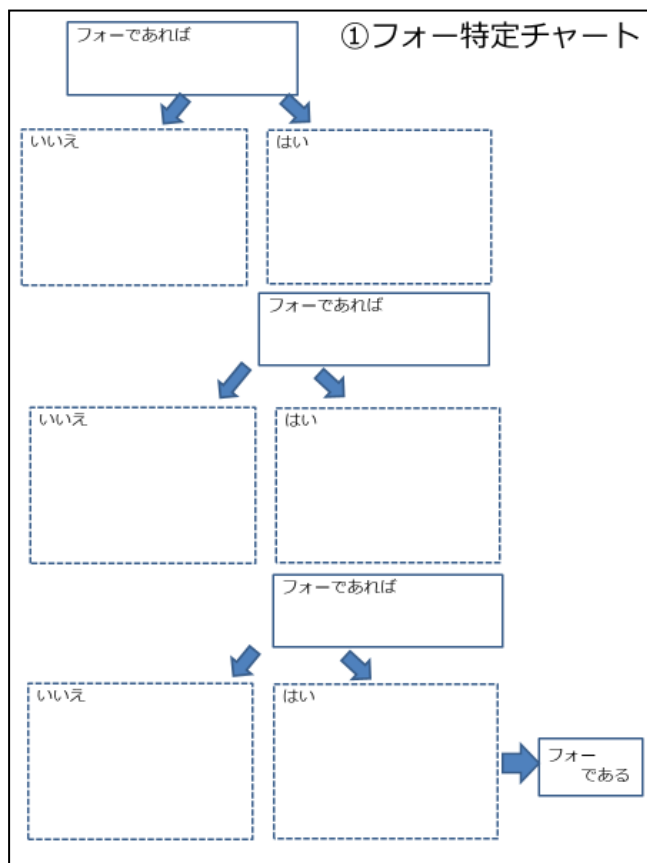 ①フォー特定チャート
フォーであれば
いいえ
はい
フォーであれば
いいえ
はい
フォーであれば
いいえ
はい
フォー
である